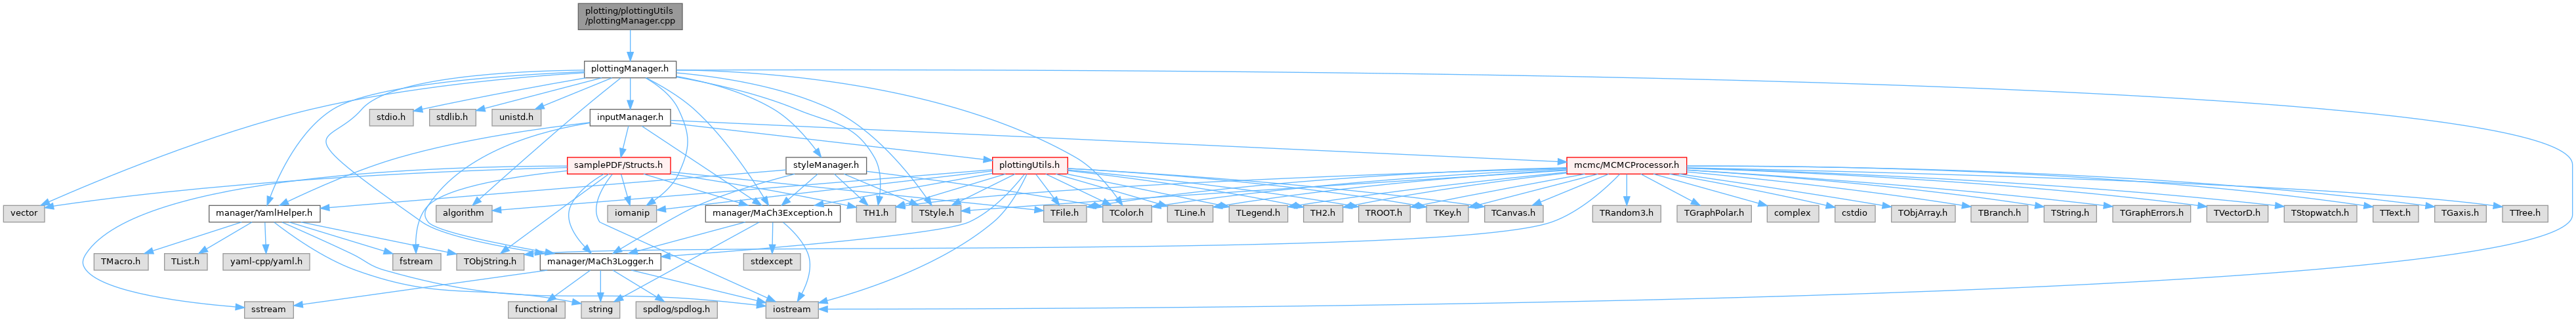 plotting/plottingUtils
/plottingManager.cpp
plottingManager.h
stdio.h
stdlib.h
unistd.h
inputManager.h
samplePDF/Structs.h
styleManager.h
plottingUtils.h
mcmc/MCMCProcessor.h
vector
manager/YamlHelper.h
algorithm
iomanip
manager/MaCh3Exception.h
TH1.h
TStyle.h
TFile.h
TColor.h
TLine.h
TLegend.h
TH2.h
TROOT.h
TKey.h
TCanvas.h
TRandom3.h
TGraphPolar.h
complex
cstdio
TObjArray.h
TBranch.h
TString.h
TGraphErrors.h
TVectorD.h
TStopwatch.h
TText.h
TGaxis.h
TTree.h
TMacro.h
TList.h
yaml-cpp/yaml.h
fstream
TObjString.h
manager/MaCh3Logger.h
stdexcept
sstream
functional
string
spdlog/spdlog.h
iostream